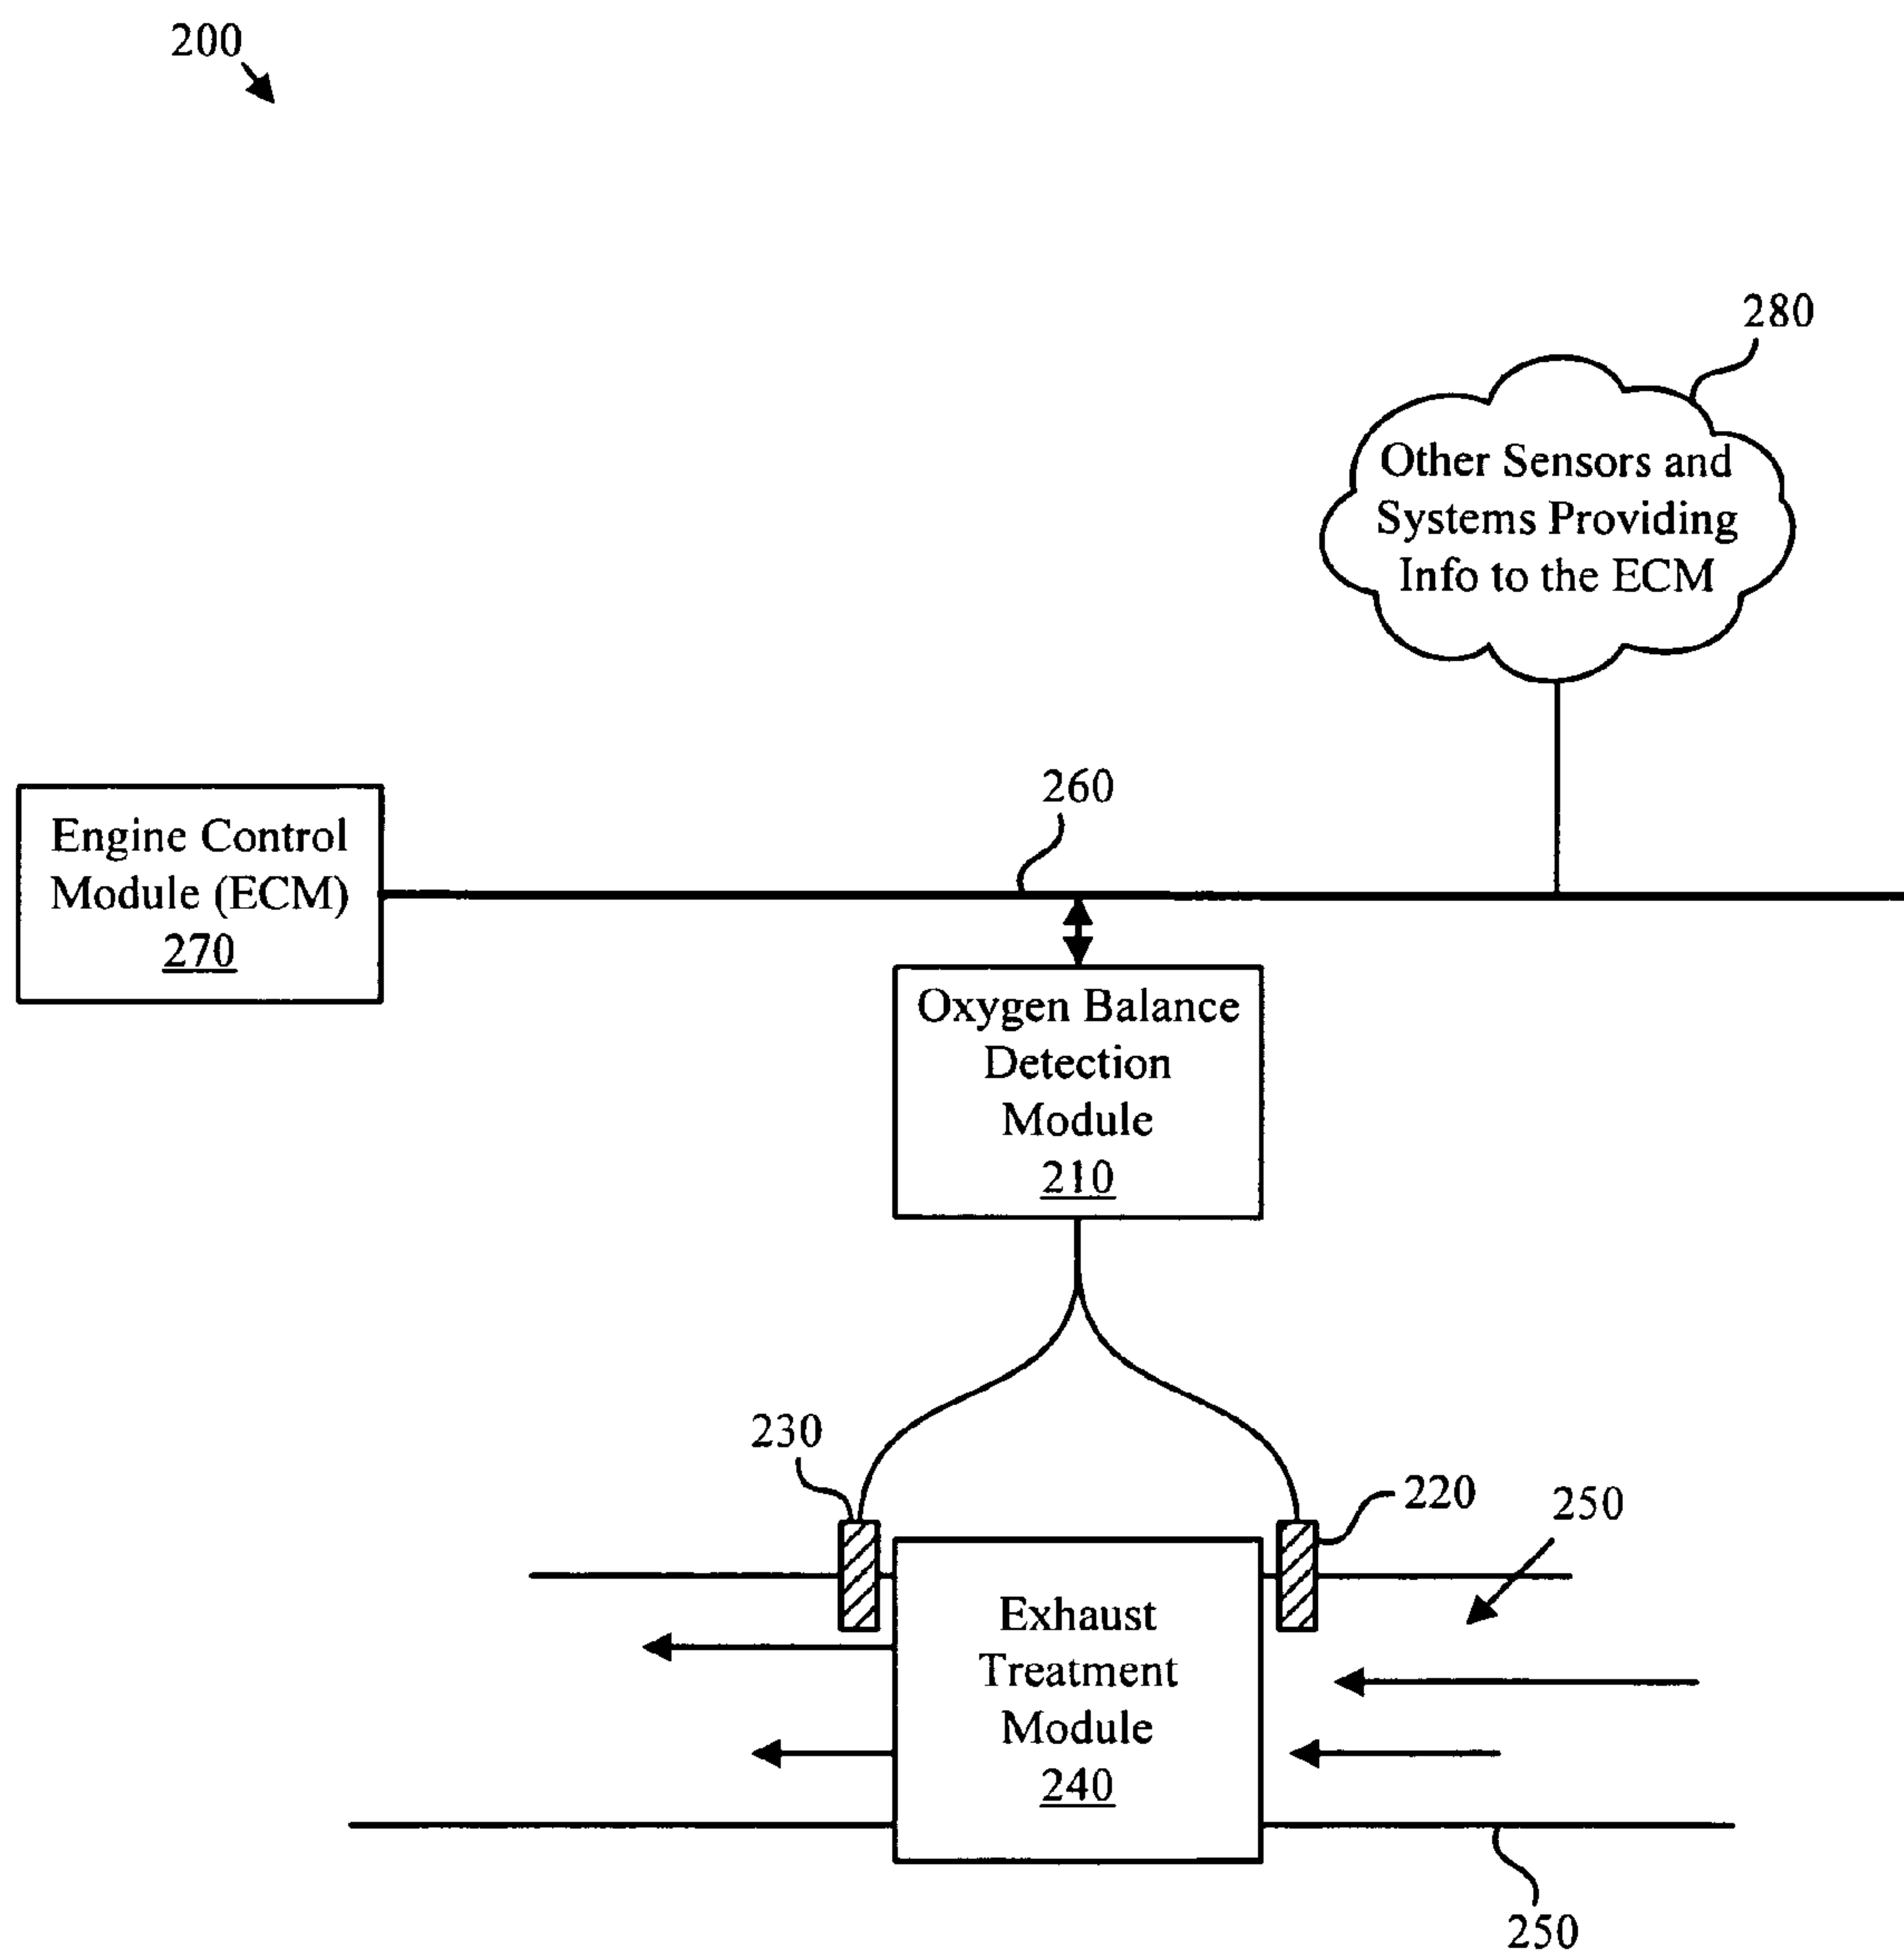 200
280
Other Sensors and
Systems Providing
Info to the ECM
260
Engine Control
Module (ECM)
270
Oxygen Balance
Detection
Module
210
230
220
250
Exhaust
Treatment
Module
240
250